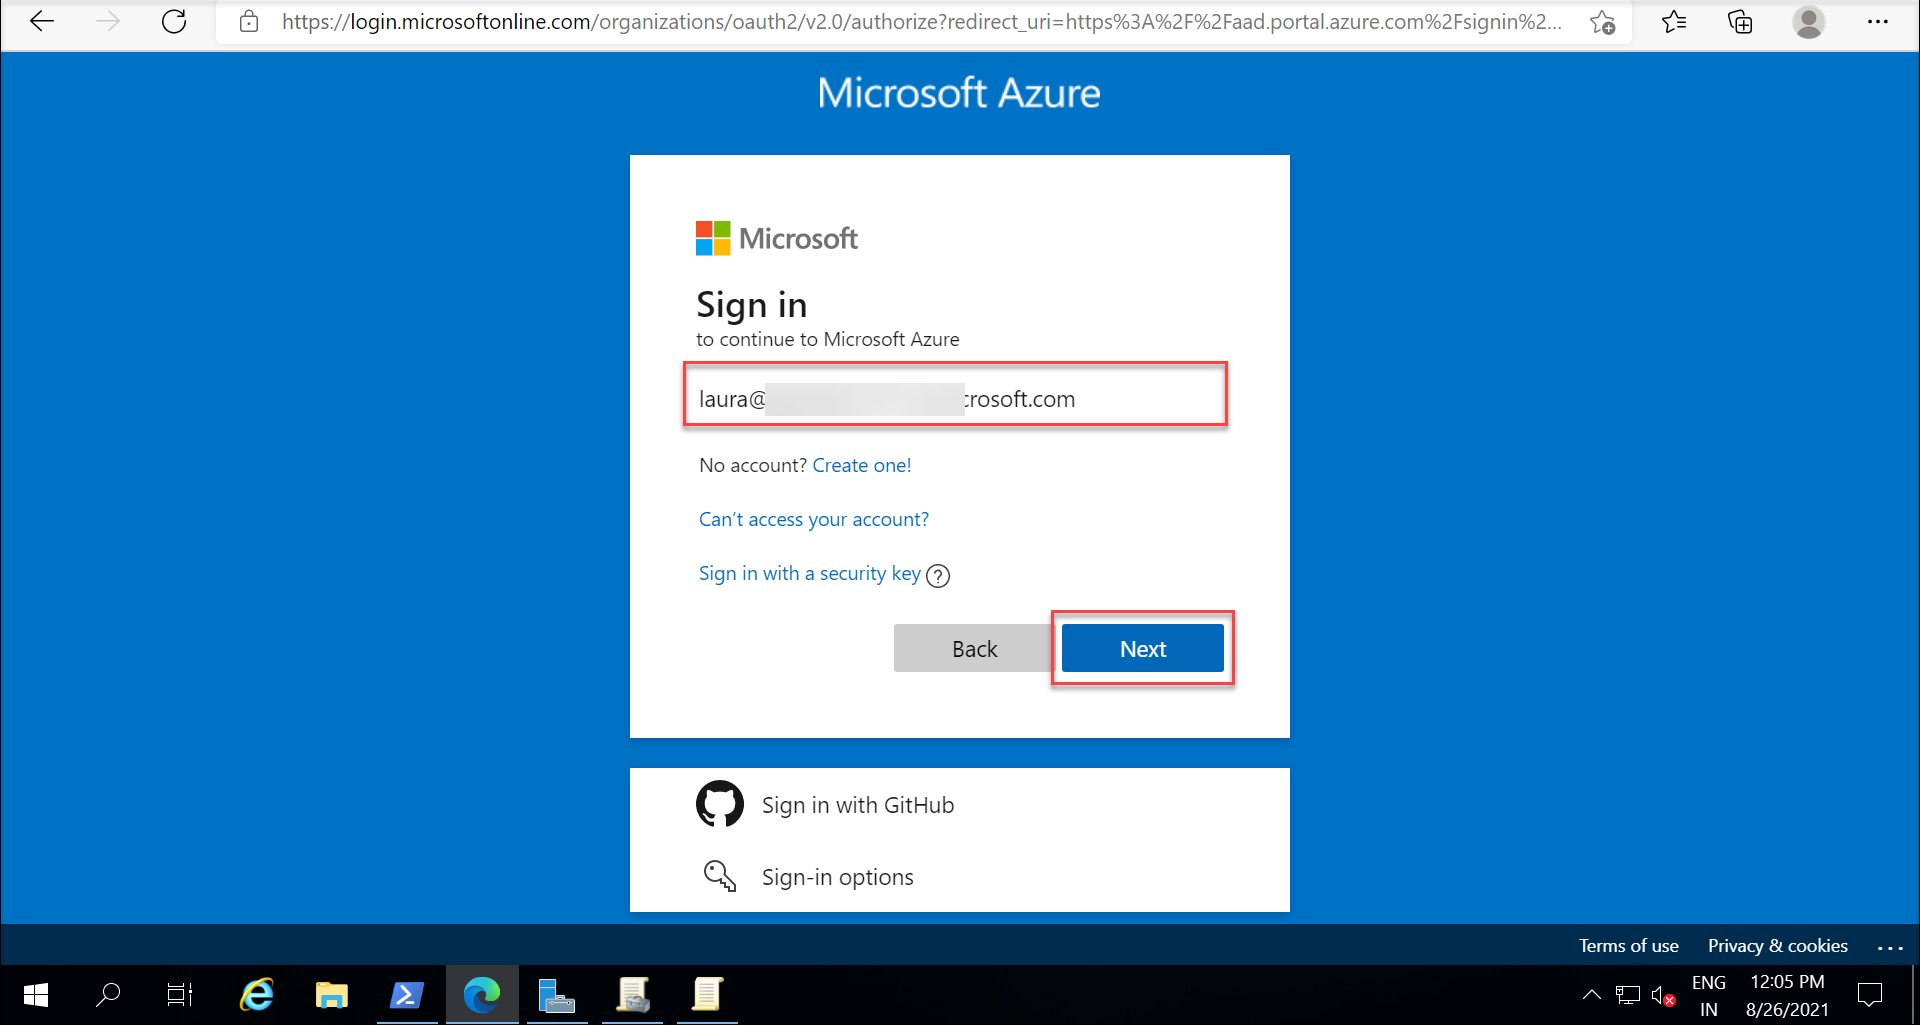 https://login.microsoftonline.com/organizations/oauth2/v2.0/authorize?redirect_uri=https%3A%2F%2Faad.portal.azure.com%2Fsignin%2...
Microsoft Azure
Microsoft
Sign in
to continue to Microsoft Azure
laura@ crosoft.com
No account? Create one!
Can't access your account?
Sign in with a security key ?
Back Next
Sign in with GitHub
Sign-in options
Terms of use Privacy & cookies ...
ENG 12:05 PM
IN 8/26/2021